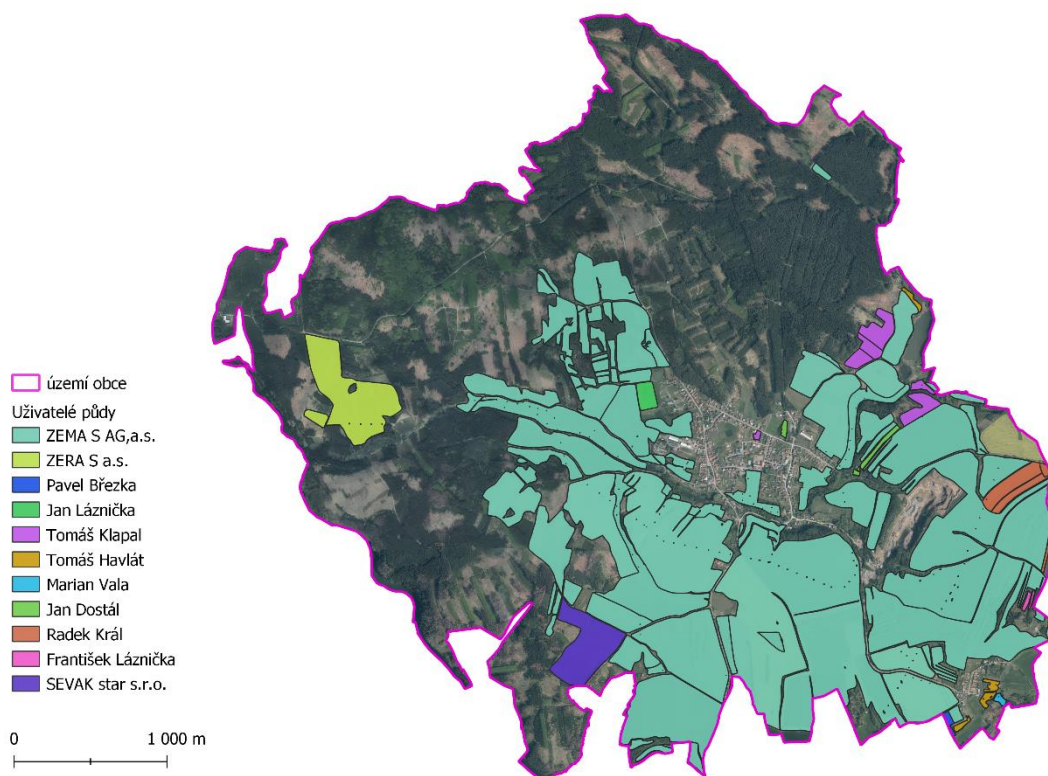 území obce
Uživatelé půdy
ZEMA S AG,a.s.
ZERA S a.s.
Pavel Březka
Jan Láznička
Tomáš Klapal
Tomáš Havlát
Marian Vala
Jan Dostál
Radek Král
František Láznička
SEVAK star s.r.o.
0 1 000 m